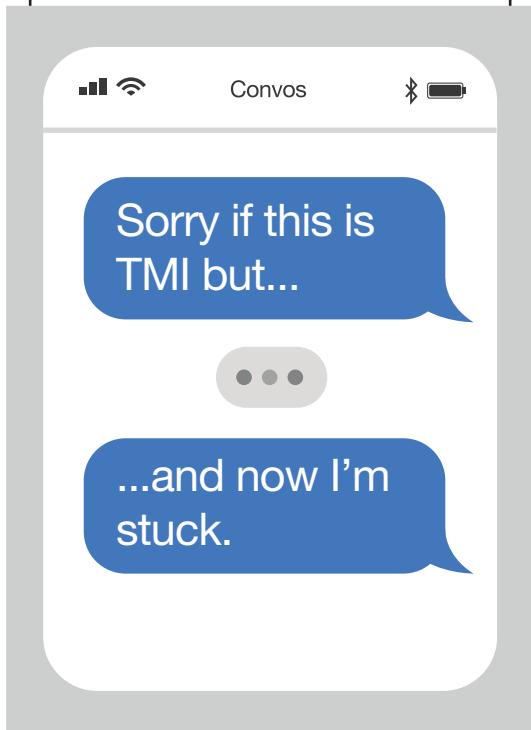 Convos
Sorry if this is
TMI but...
...and now I’m
stuck.